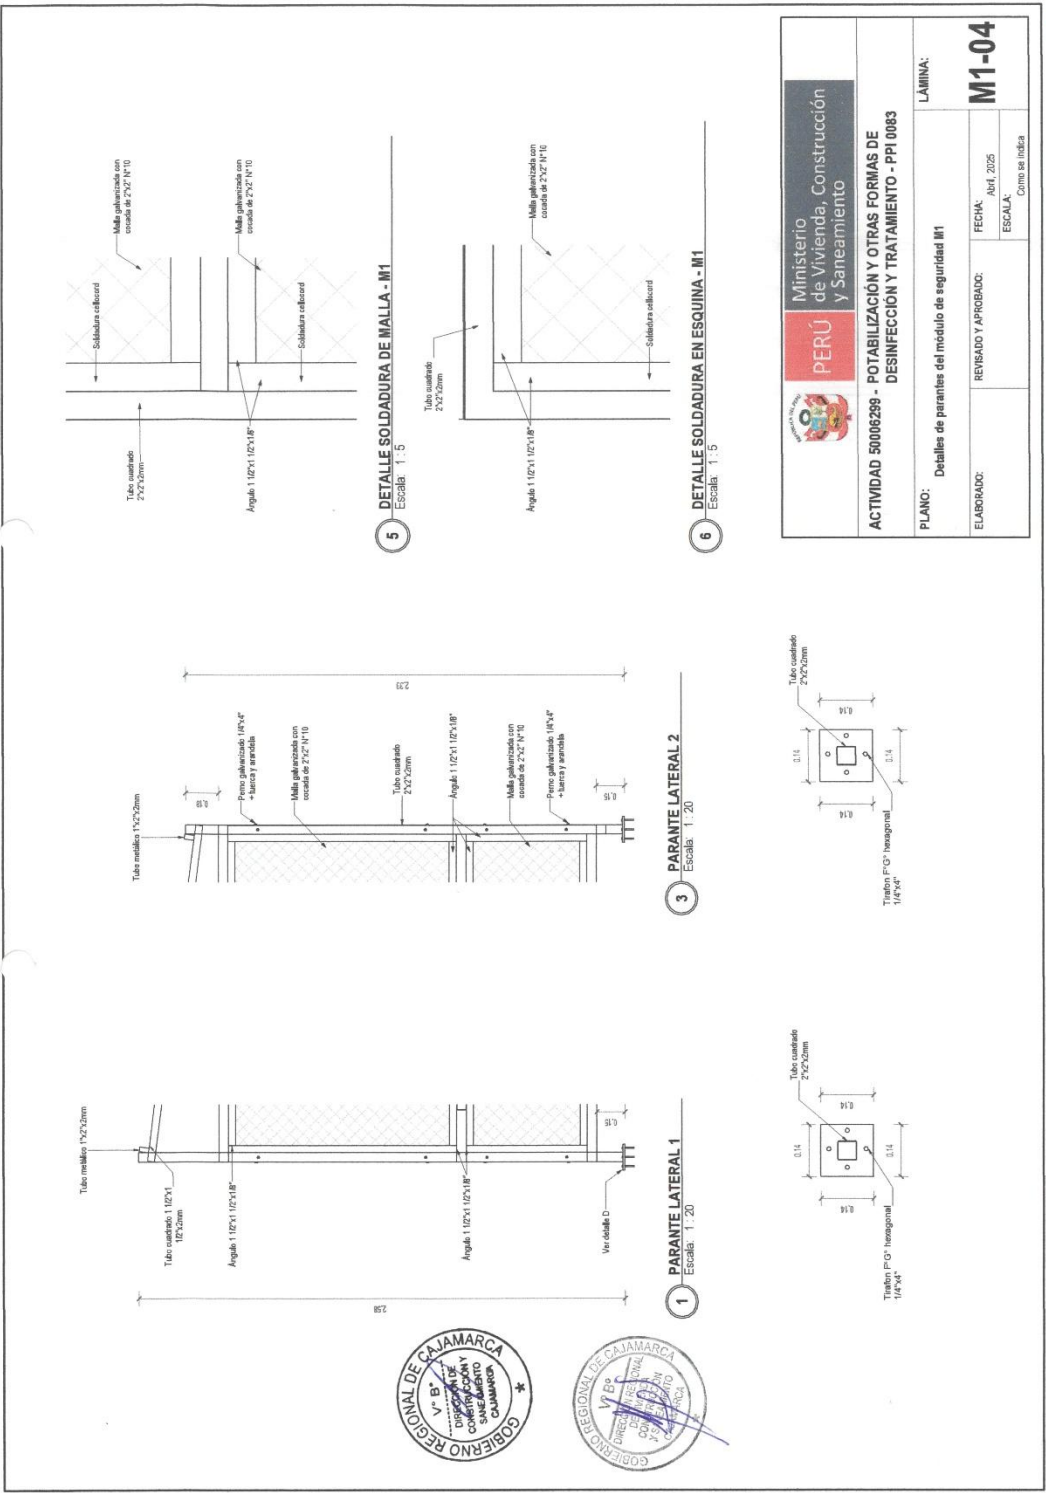 Tubo metálico 1"x2"x2mm
Tubo cuadrado 1 1/2"x1
1/2"x2mm
Angulo 1 1/2"x1 1/2"x1/8"
Angulo 1 1/2"x1 1/2"x1/8"
Ver detalle D
2.58
0.15
1
PARANTE LATERAL 1
Escala: 1 : 20
Tubo cuadrado
2"x2"x2mm
0.14
0.14
0.14
Tirafon F°G° hexagonal
1/4"x4"
Tubo metálico 1"x2"x2mm
Perno galvanizado 1/4"x4"
+ tuerca y arandela
Malla galvanizada con
cocada de 2"x2" N°10
Tubo cuadrado
2"x2"x2mm
Angulo 1 1/2"x1 1/2"x1/8"
Malla galvanizada con
cocada de 2"x2" N°10
Perno galvanizado 1/4"x4"
+ tuerca y arandela
2.33
0.15
3
PARANTE LATERAL 2
Escala: 1 : 20
Tubo cuadrado
2"x2"x2mm
0.14
0.14
0.14
Tirafon F°G° hexagonal
1/4"x4"
Malla galvanizada con
cocada de 2"x2" N°10
Soldadura cellocord
Tubo cuadrado
2"x2"x2mm
Malla galvanizada con
cocada de 2"x2" N°10
Soldadura cellocord
Angulo 1 1/2"x1 1/2"x1/8"
5
DETALLE SOLDADURA DE MALLA - M1
Escala: 1 : 5
Tubo cuadrado
2"x2"x2mm
Malla galvanizada con
cocada de 2"x2" N°10
Soldadura cellocord
Angulo 1 1/2"x1 1/2"x1/8"
6
DETALLE SOLDADURA EN ESQUINA - M1
Escala: 1 : 5
GOBIERNO REGIONAL DE CAJAMARCA
V° B°
DIRECCIÓN DE
CONSTRUCCIÓN Y
SANEAMIENTO
CAJAMARCA
GOBIERNO REGIONAL DE CAJAMARCA
V° B°
DIRECCIÓN REGIONAL
CAJAMARCA
PERÚ
Ministerio
de Vivienda, Construcción
y Saneamiento
ACTIVIDAD 50006299 - POTABILIZACIÓN Y OTRAS FORMAS DE
DESINFECCIÓN Y TRATAMIENTO - PPI 0083
PLANO:
Detalles de parantes del módulo de seguridad M1
LÁMINA:
M1-04
ELABORADO:
REVISADO Y APROBADO:
FECHA:
Abril, 2025
ESCALA:
Como se indica